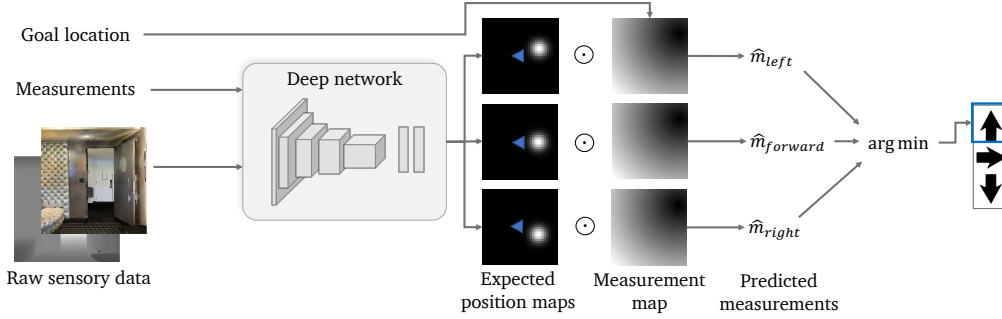 Goal location
Measurements
Deep network
Raw sensory data
Expected
position maps
Measurement
map
Predicted
measurements
m̂_left
m̂_forward
m̂_right
arg min
⊙
⊙
⊙